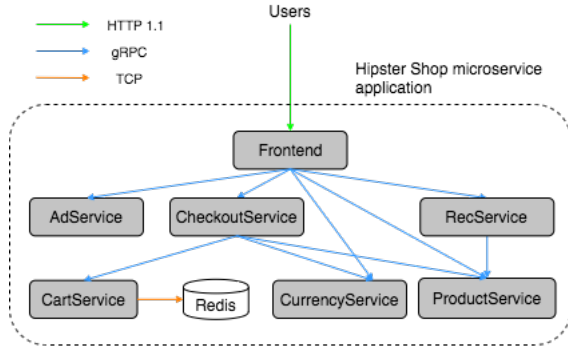 Users
HTTP 1.1
gRPC
TCP
Hipster Shop microservice
application
Frontend
AdService
CheckoutService
RecService
CartService
Redis
CurrencyService
ProductService